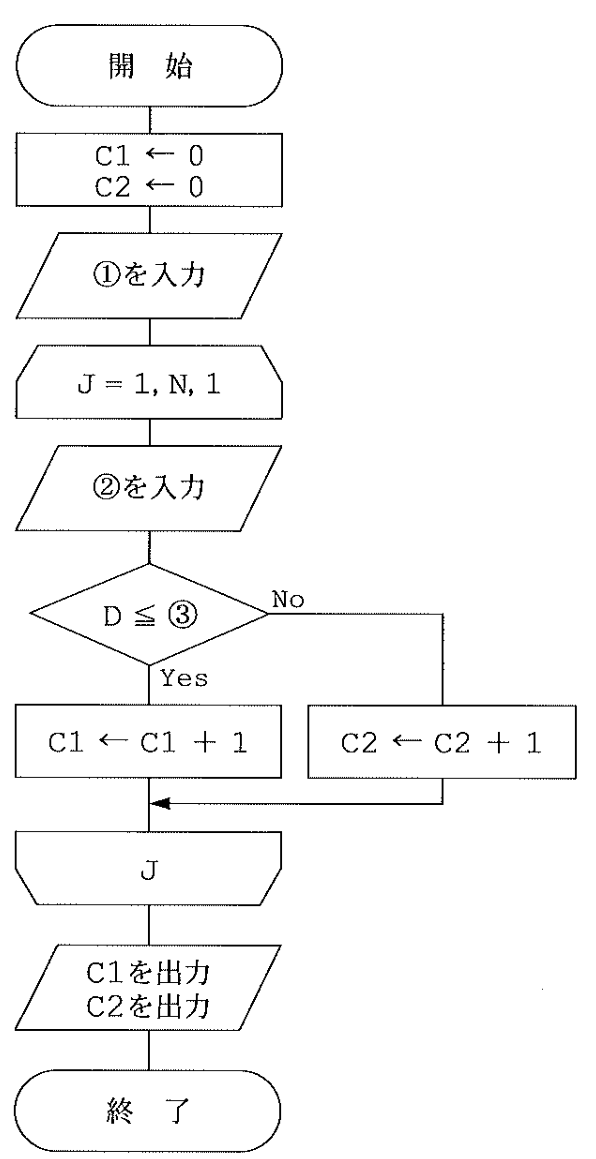 開 始
C1 ← 0
C2 ← 0
①を入力
J = 1, N, 1
②を入力
D ≦ ③
No
Yes
C1 ← C1 + 1
C2 ← C2 + 1
J
C1を出力
C2を出力
終 了